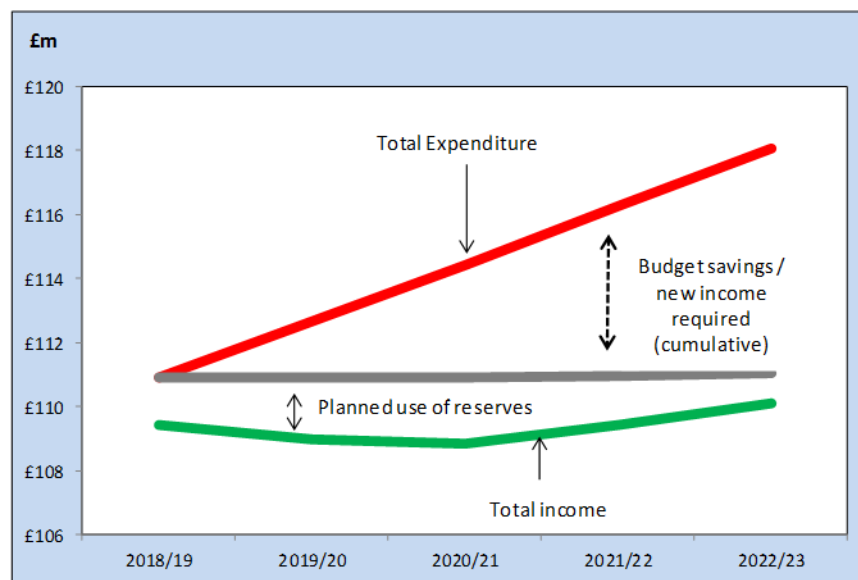 £m
£120
£118
£116
£114
£112
£110
£108
£106
Total Expenditure
Budget savings /
new income
required
(cumulative)
Planned use of reserves
Total income
2018/19
2019/20
2020/21
2021/22
2022/23